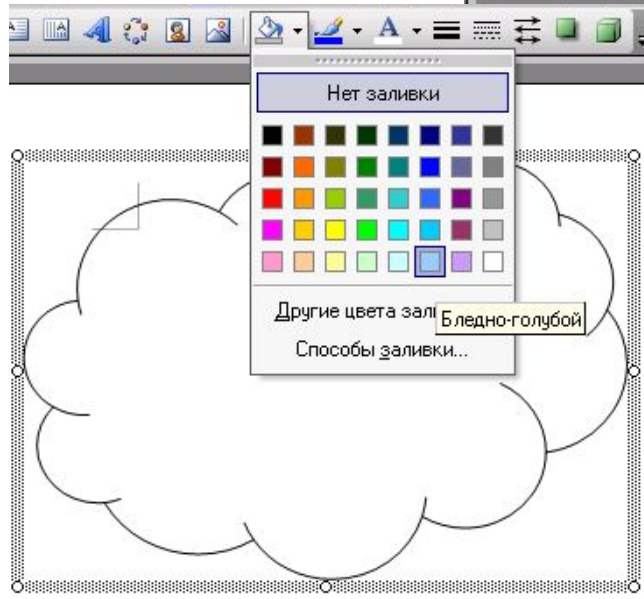 A
Нет заливки
Другие цвета зал
Бледно-голубой
Способы заливки...